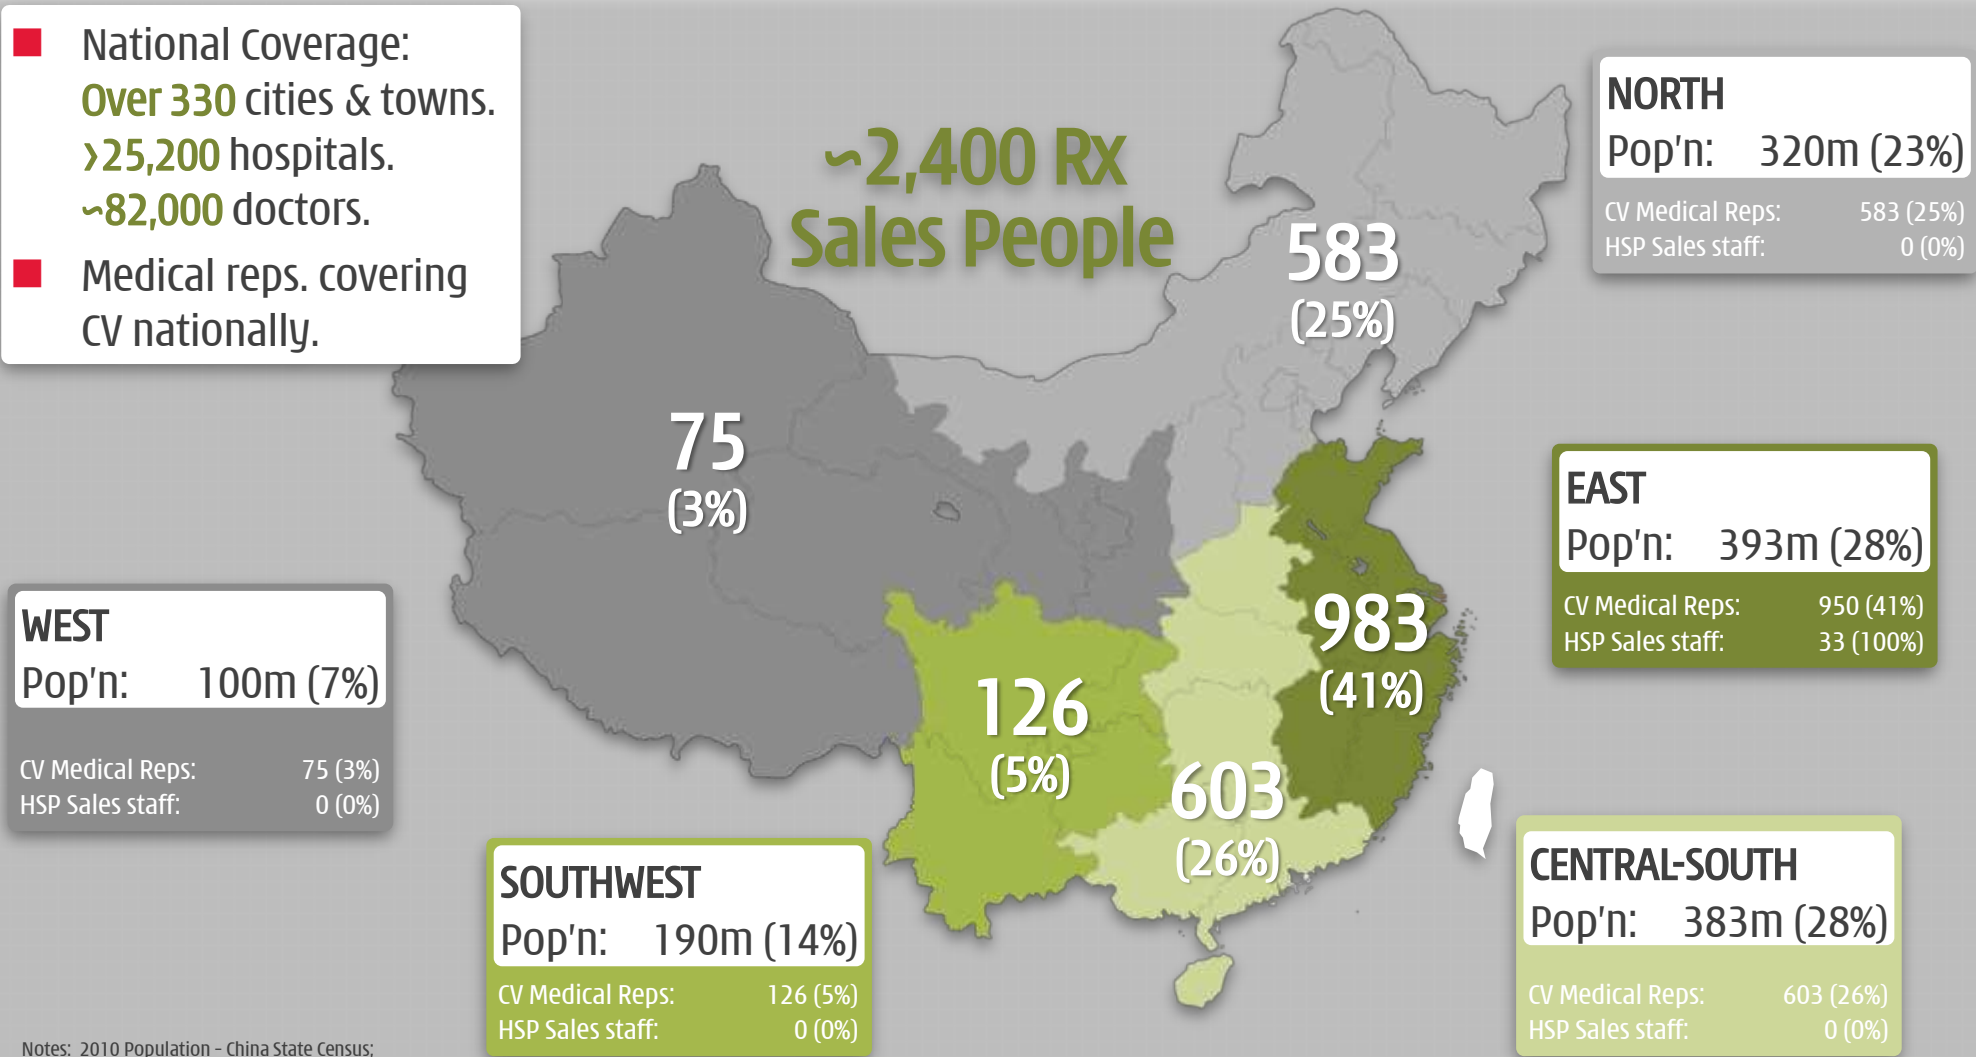 National Coverage:
Over 330 cities & towns.
>25,200 hospitals.
~82,000 doctors.
Medical reps. covering
CV nationally.
~2,400 Rx
Sales People
NORTH
Pop'n: 320m (23%)
CV Medical Reps: 583 (25%)
HSP Sales staff: 0 (0%)
583
(25%)
75
(3%)
EAST
Pop'n: 393m (28%)
CV Medical Reps: 950 (41%)
HSP Sales staff: 33 (100%)
983
(41%)
WEST
Pop'n: 100m (7%)
CV Medical Reps: 75 (3%)
HSP Sales staff: 0 (0%)
126
(5%)
603
(26%)
SOUTHWEST
Pop'n: 190m (14%)
CV Medical Reps: 126 (5%)
HSP Sales staff: 0 (0%)
CENTRAL-SOUTH
Pop'n: 383m (28%)
CV Medical Reps: 603 (26%)
HSP Sales staff: 0 (0%)
Notes: 2010 Population – China State Census;